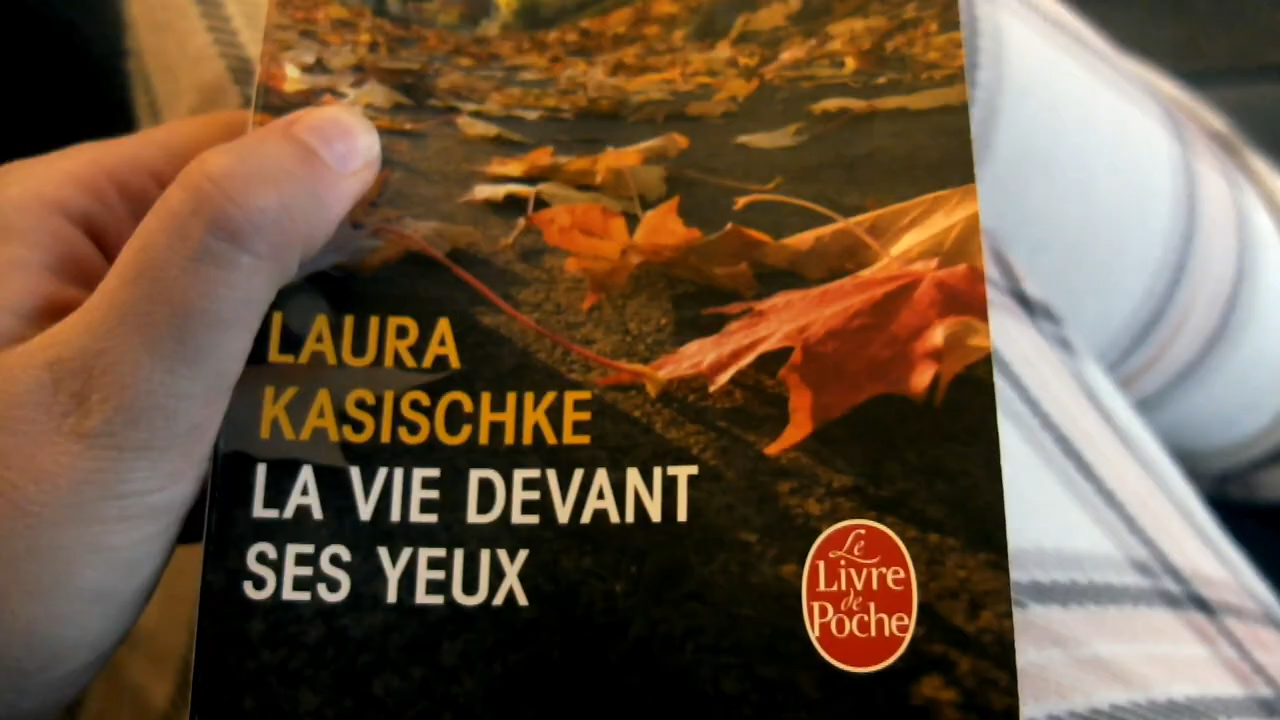 LAURA
KASISCHKE
LA VIE DEVANT
SES YEUX
Le
Livre
de
Poche